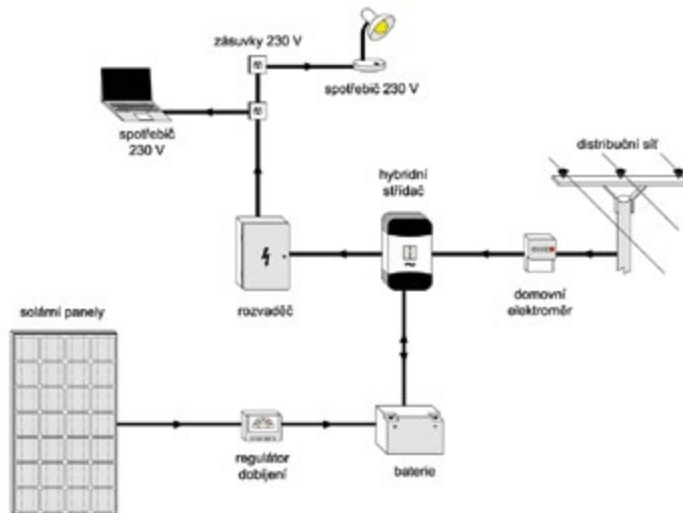 zásuvky 230 V
spotřebič 230 V
spotřebič
230 V
distribuční síť
hybridní
střídač
rozvaděč
domovní
elektroměr
solární panely
regulátor
dobíjení
baterie